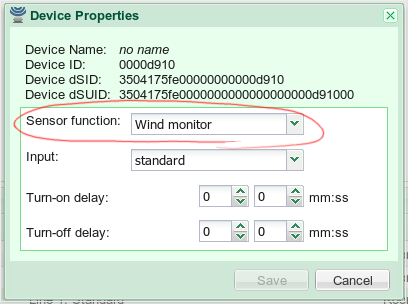 Device Properties
Device Name: no name
Device ID: 0000d910
Device dSID: 3504175fe00000000000d910
Device dSUID: 3504175fe0000000000000000000d91000
Sensor function: Wind monitor
Input: standard
Turn-on delay: 0 0 mm:ss
Turn-off delay: 0 0 mm:ss
Save Cancel